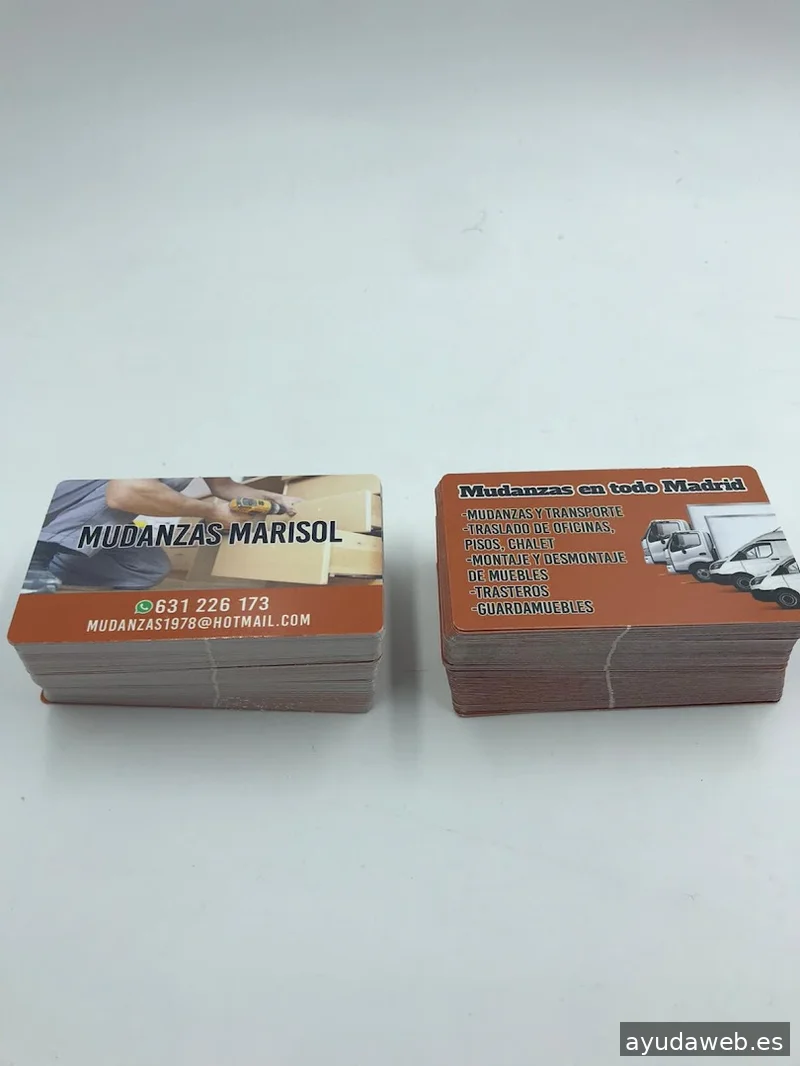 MUDANZAS MARISOL
631 226 173
MUDANZAS1978@HOTMAIL.COM
Mudanzas en todo Madrid
-MUDANZAS Y TRANSPORTE
-TRASLADO DE OFICINAS,
PISOS, CHALET
-MONTAJE Y DESMONTAJE
DE MUEBLES
-TRASTEROS
-GUARDAMUEBLES
ayudaweb.es